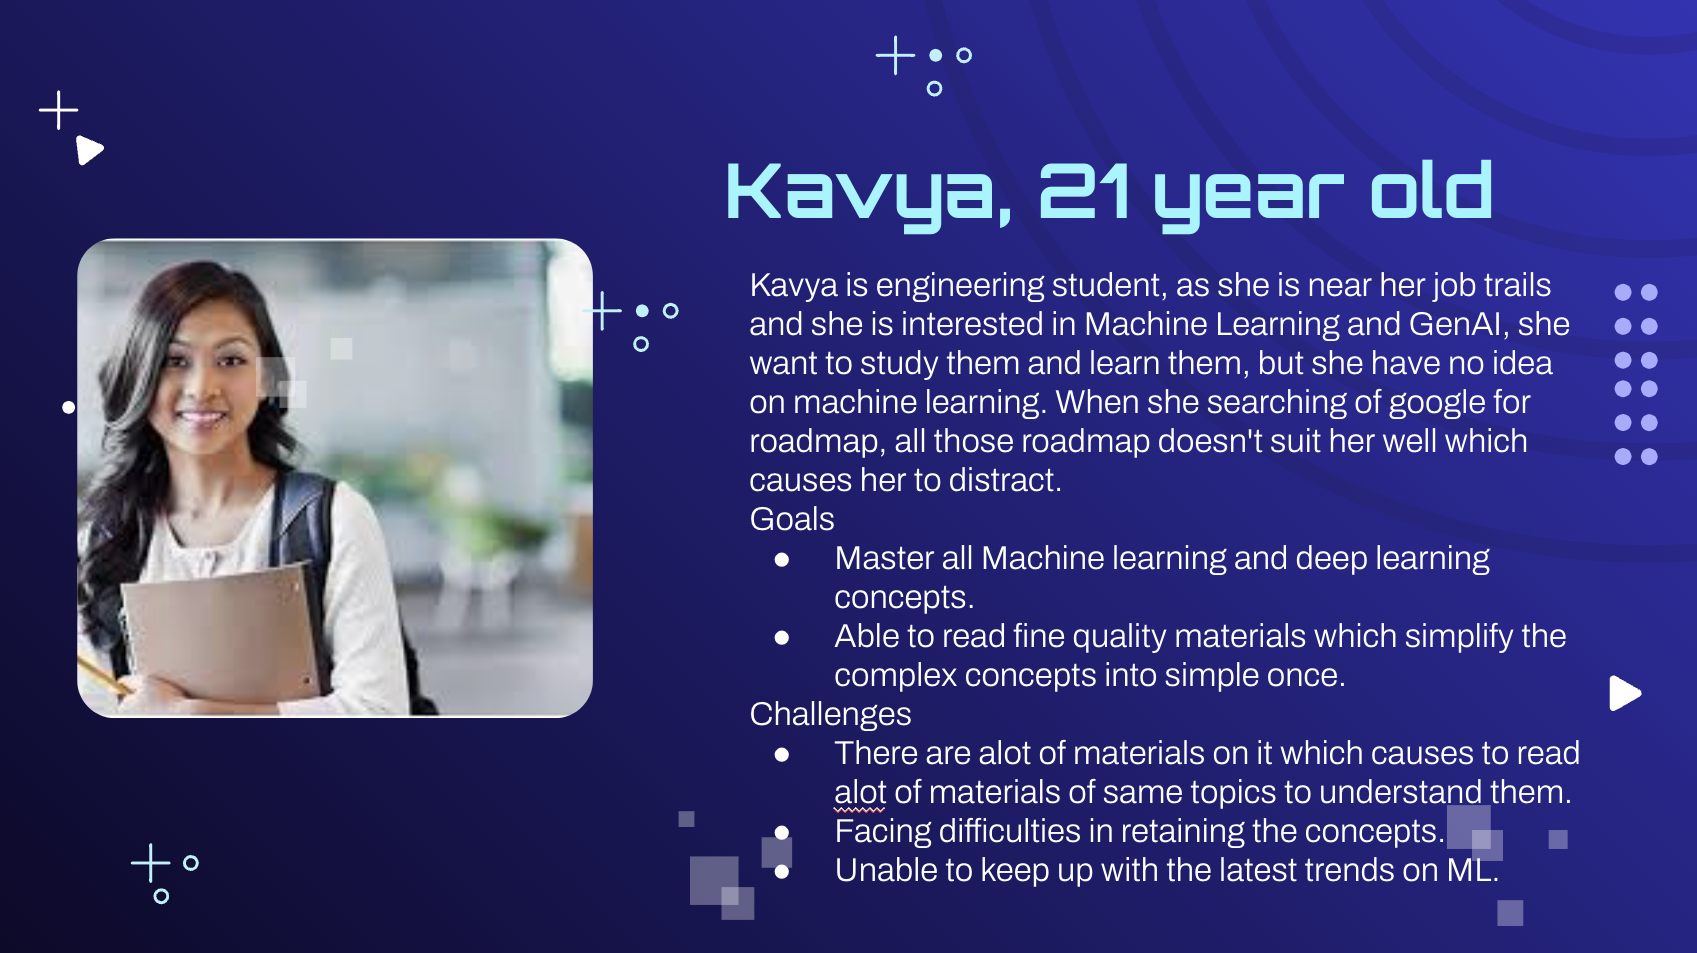 Kavya, 21 year old
Kavya is engineering student, as she is near her job trails
and she is interested in Machine Learning and GenAI, she
want to study them and learn them, but she have no idea
on machine learning. When she searching of google for
roadmap, all those roadmap doesn't suit her well which
causes her to distract.
Goals
● Master all Machine learning and deep learning
concepts.
● Able to read fine quality materials which simplify the
complex concepts into simple once.
Challenges
● There are alot of materials on it which causes to read
alot of materials of same topics to understand them.
● Facing difficulties in retaining the concepts.
● Unable to keep up with the latest trends on ML.